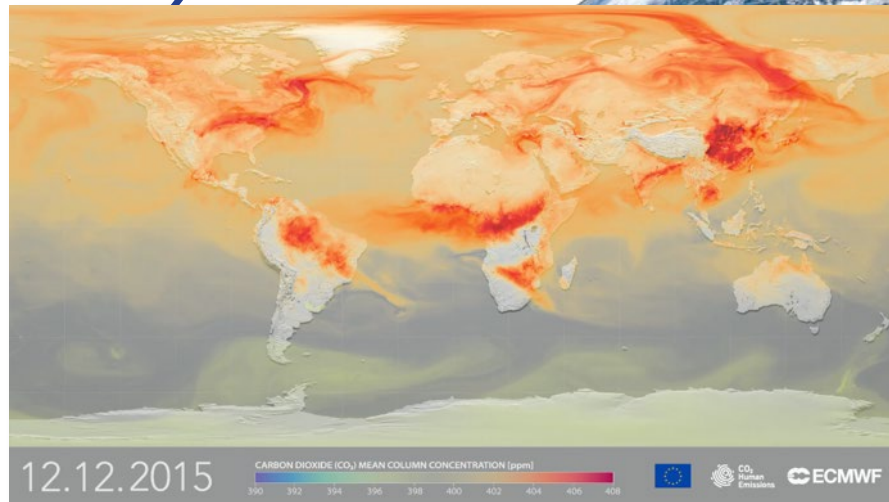 12.12.2015
CARBON DIOXIDE (CO₂) MEAN COLUMN CONCENTRATION [ppm]
390 392 394 396 398 400 402 404 406 408
CO₂
Human
Emissions
ECMWF